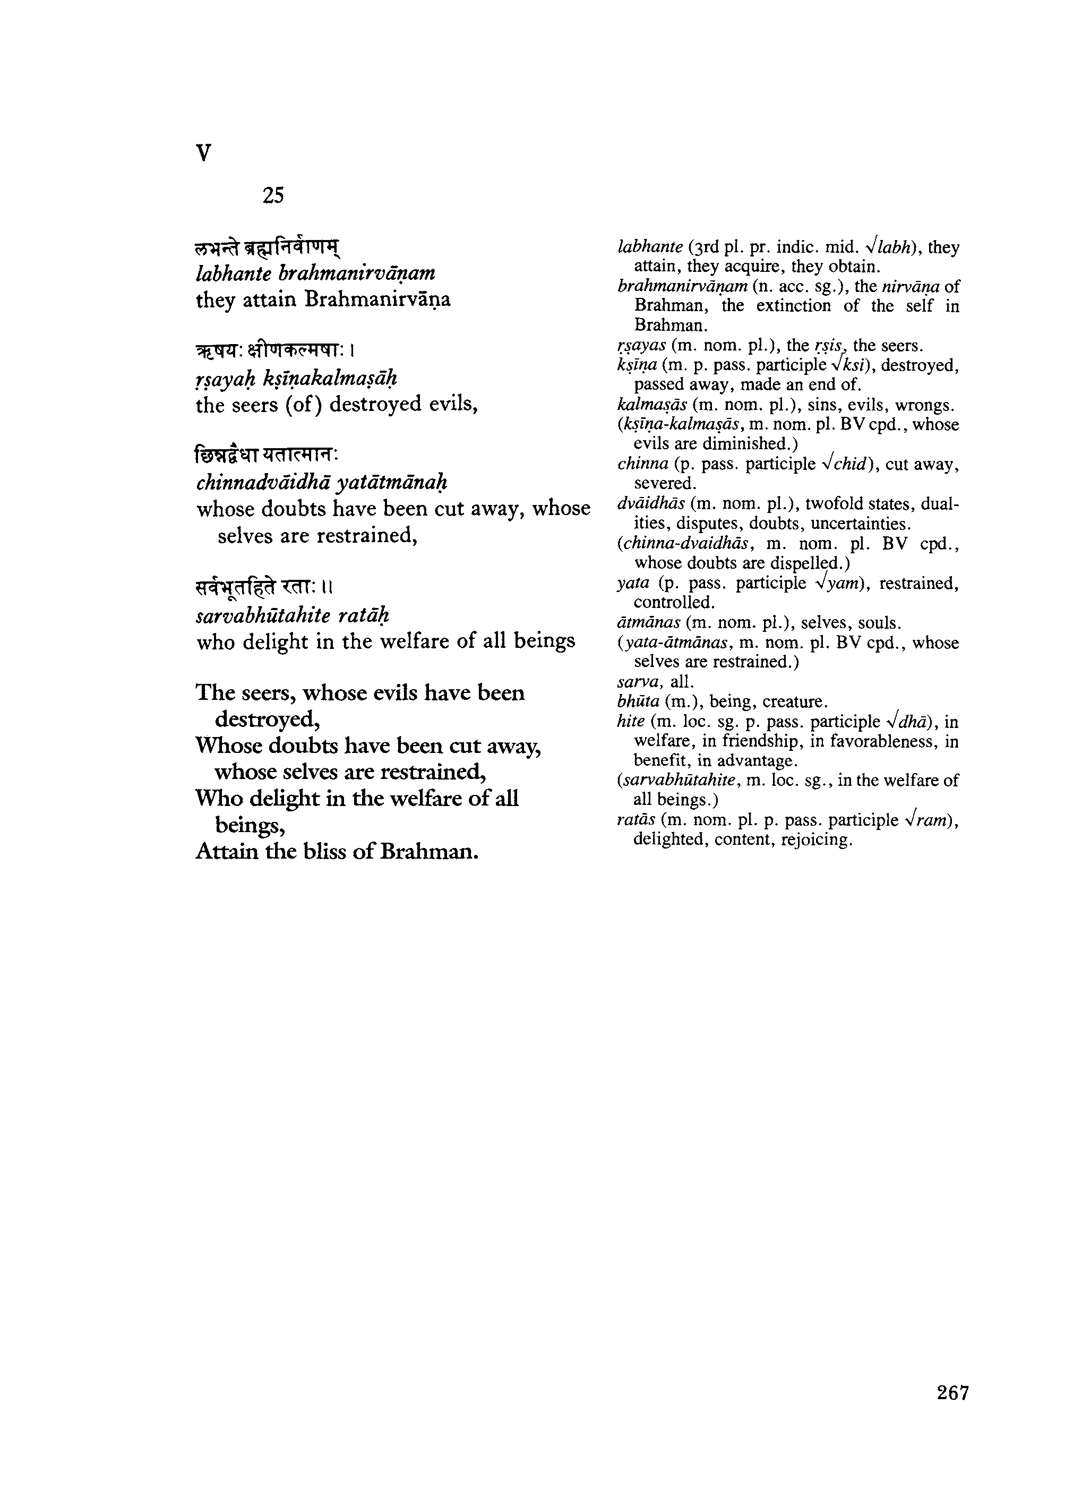 V
25
लभन्ते ब्रह्मनिर्वाणम्
labhante brahmanirvāṇam
they attain Brahmanirvāṇa
ऋषयः क्षीणकल्मषाः ।
ṛṣayaḥ kṣīṇakalmaṣāḥ
the seers (of) destroyed evils,
छिन्नद्वैधा यतात्मानः
chinnadvāidhā yatātmānaḥ
whose doubts have been cut away, whose
selves are restrained,
सर्वभूतहिते रताः ॥
sarvabhūtahite ratāḥ
who delight in the welfare of all beings
The seers, whose evils have been
destroyed,
Whose doubts have been cut away,
whose selves are restrained,
Who delight in the welfare of all
beings,
Attain the bliss of Brahman.
labhante (3rd pl. pr. indic. mid. √labh), they
attain, they acquire, they obtain.
brahmanirvāṇam (n. acc. sg.), the nirvāṇa of
Brahman, the extinction of the self in
Brahman.
ṛṣayas (m. nom. pl.), the ṛṣis, the seers.
kṣīṇa (m. p. pass. participle √ksi), destroyed,
passed away, made an end of.
kalmaṣās (m. nom. pl.), sins, evils, wrongs.
(kṣīṇa-kalmaṣās, m. nom. pl. BV cpd., whose
evils are diminished.)
chinna (p. pass. participle √chid), cut away,
severed.
dvāidhās (m. nom. pl.), twofold states, dual-
ities, disputes, doubts, uncertainties.
(chinna-dvaidhās, m. nom. pl. BV cpd.,
whose doubts are dispelled.)
yata (p. pass. participle √yam), restrained,
controlled.
ātmānas (m. nom. pl.), selves, souls.
(yata-ātmānas, m. nom. pl. BV cpd., whose
selves are restrained.)
sarva, all.
bhūta (m.), being, creature.
hite (m. loc. sg. p. pass. participle √dhā), in
welfare, in friendship, in favorableness, in
benefit, in advantage.
(sarvabhūtahite, m. loc. sg., in the welfare of
all beings.)
ratās (m. nom. pl. p. pass. participle √ram),
delighted, content, rejoicing.
267